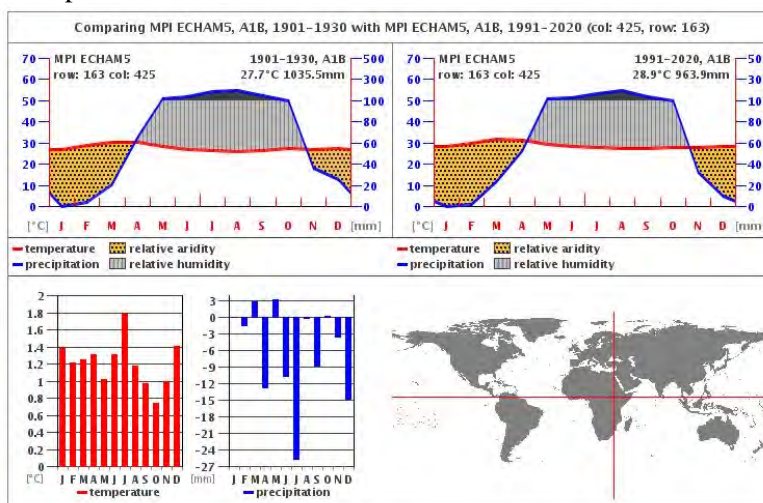 Comparing MPI ECHAM5, A1B, 1901-1930 with MPI ECHAM5, A1B, 1991-2020 (col: 425, row: 163)
70 MPI ECHAM5 1901-1930, A1B 500
60 row: 163 col: 425 27.7°C 1035.5mm 300
50 100
40 80
30 60
20 40
10 20
0 0
[°C] J F M A M J J A S O N D [mm]
temperature relative aridity
precipitation relative humidity
70 MPI ECHAM5 1991-2020, A1B 500
60 row: 163 col: 425 28.9°C 963.9mm 300
50 100
40 80
30 60
20 40
10 20
0 0
[°C] J F M A M J J A S O N D [mm]
temperature relative aridity
precipitation relative humidity
2
1.8
1.6
1.4
1.2
1
0.8
0.6
0.4
0.2
0
[°C] J F M A M J J A S O N D
temperature
3
0
-3
-6
-9
-12
-15
-18
-21
-24
-27
[mm] J F M A M J J A S O N D
precipitation